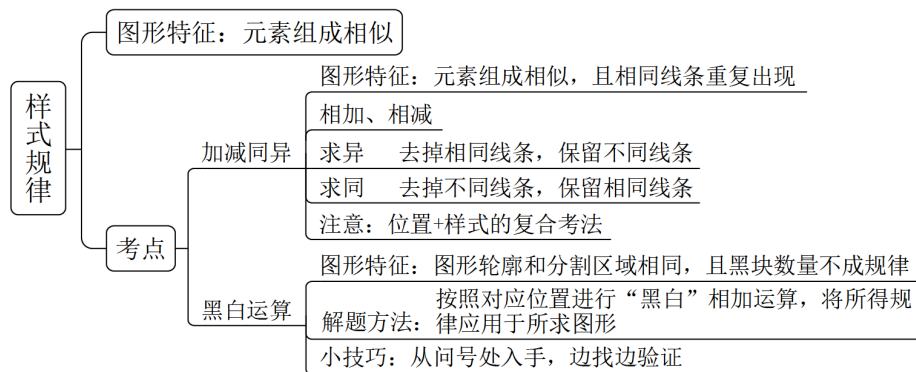 样式规律
图形特征：元素组成相似
考点
加减同异
图形特征：元素组成相似，且相同线条重复出现
相加、相减
求异 去掉相同线条，保留不同线条
求同 去掉不同线条，保留相同线条
注意：位置+样式的复合考法
黑白运算
图形特征：图形轮廓和分割区域相同，且黑块数量不成规律
解题方法：按照对应位置进行“黑白”相加运算，将所得规
律应用于所求图形
小技巧：从问号处入手，边找边验证